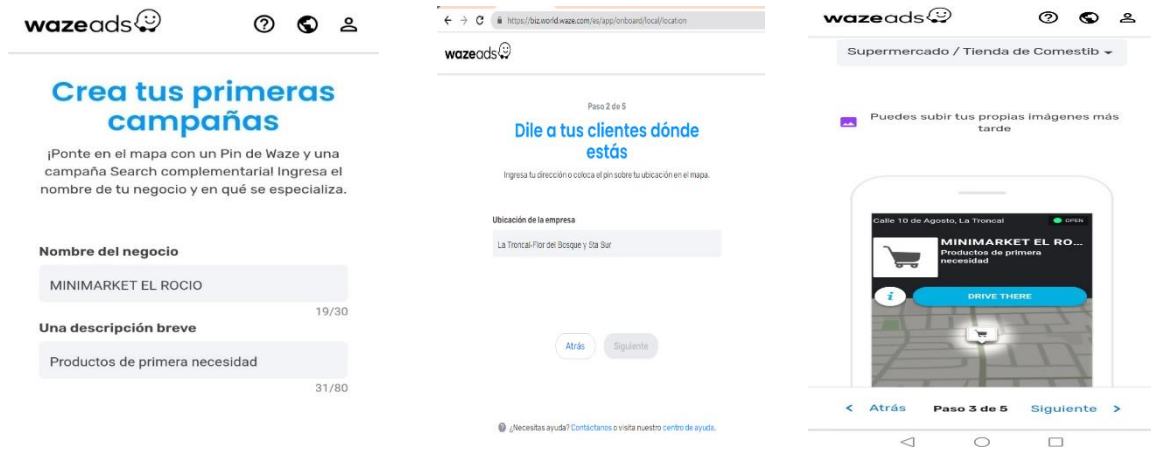 wazeads
Crea tus primeras
campañas
¡Ponte en el mapa con un Pin de Waze y una
campaña Search complementaria! Ingresa el
nombre de tu negocio y en qué se especializa.
Nombre del negocio
MINIMARKET EL ROCIO
19/30
Una descripción breve
Productos de primera necesidad
31/80
https://biz.world.waze.com/es/app/onboard/local/location
wazeads
Paso 2 de 5
Dile a tus clientes dónde
estás
Ingresa tu dirección o coloca el pin sobre tu ubicación en el mapa.
Ubicación de la empresa
La Troncal-Flor del Bosque y Sta Sur
Atrás Siguiente
¿Necesitas ayuda? Contáctanos o visita nuestro centro de ayuda.
wazeads
Supermercado / Tienda de Comestib
Puedes subir tus propias imágenes más
tarde
Calle 10 de Agosto, La Troncal OPEN
MINIMARKET EL RO...
Productos de primera
necesidad
DRIVE THERE
Atrás Paso 3 de 5 Siguiente